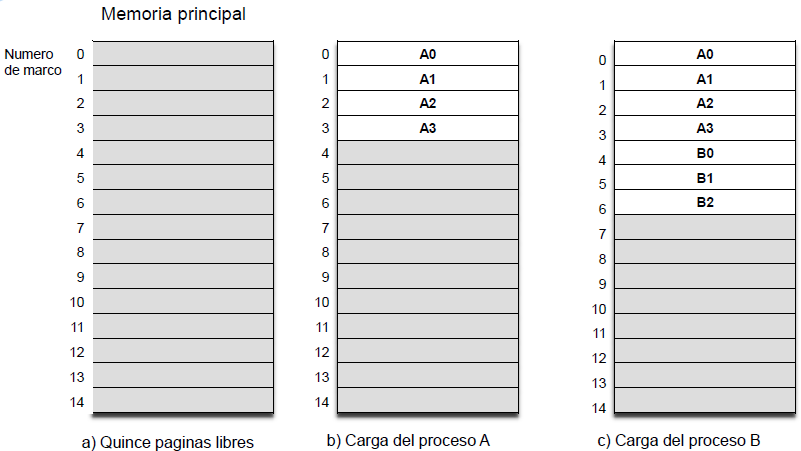 Memoria principal
Numero
de marco
0
1
2
3
4
5
6
7
8
9
10
11
12
13
14
a) Quince paginas libres
0
1
2
3
4
5
6
7
8
9
10
11
12
13
14
A0
A1
A2
A3
b) Carga del proceso A
0
1
2
3
4
5
6
7
8
9
10
11
12
13
14
A0
A1
A2
A3
B0
B1
B2
c) Carga del proceso B